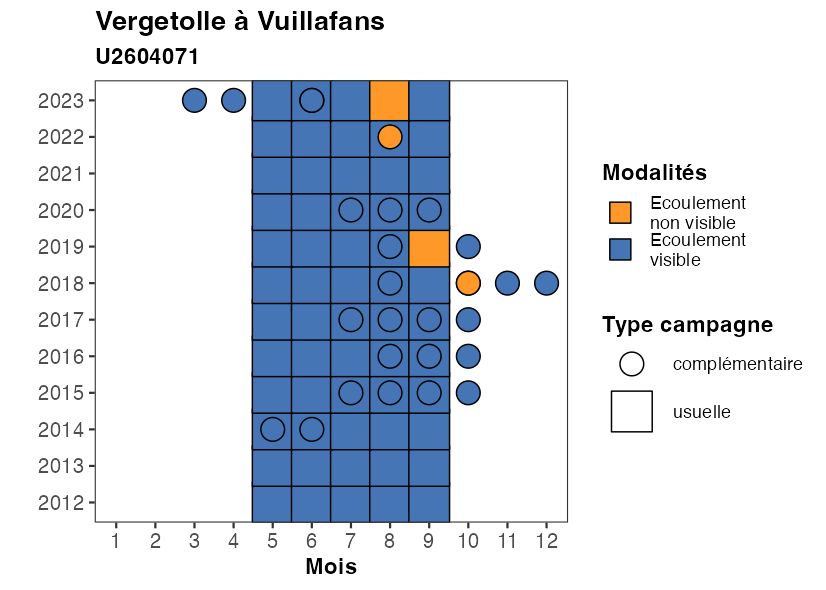 Vergetolle à Vuillafans
U2604071
2023
2022
2021
2020
2019
2018
2017
2016
2015
2014
2013
2012
1 2 3 4 5 6 7 8 9 10 11 12
Mois
Modalités
Ecoulement
non visible
Ecoulement
visible
Type campagne
complémentaire
usuelle